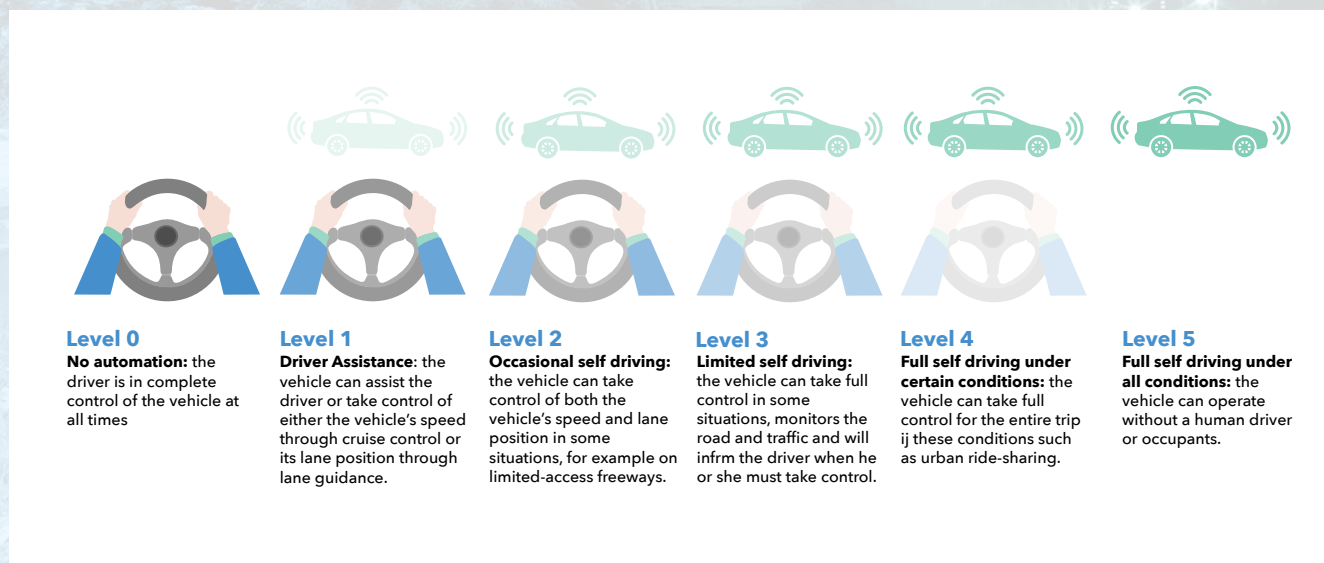 Level 0
No automation: the
driver is in complete
control of the vehicle at
all times
Level 1
Driver Assistance: the
vehicle can assist the
driver or take control of
either the vehicle's speed
through cruise control or
its lane position through
lane guidance.
Level 2
Occasional self driving:
the vehicle can take
control of both the
vehicle's speed and lane
position in some
situations, for example on
limited-access freeways.
Level 3
Limited self driving:
the vehicle can take full
control in some
situations, monitors the
road and traffic and will
infrm the driver when he
or she must take control.
Level 4
Full self driving under
certain conditions: the
vehicle can take full
control for the entire trip
ij these conditions such
as urban ride-sharing.
Level 5
Full self driving under
all conditions: the
vehicle can operate
without a human driver
or occupants.